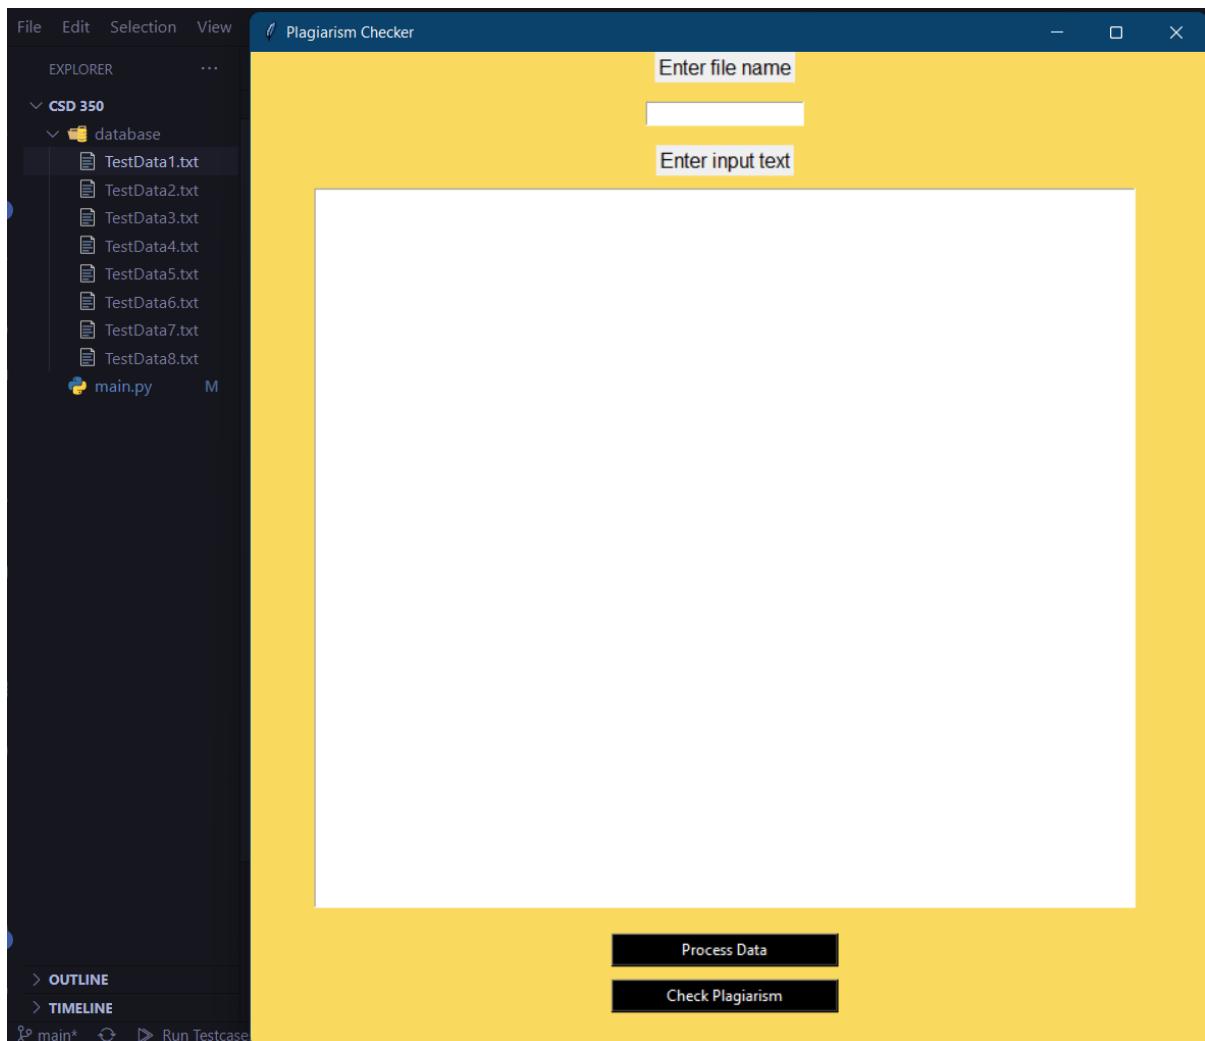 File Edit Selection View
Plagiarism Checker
EXPLORER ...
CSD 350
database
TestData1.txt
TestData2.txt
TestData3.txt
TestData4.txt
TestData5.txt
TestData6.txt
TestData7.txt
TestData8.txt
main.py M
OUTLINE
TIMELINE
main* Run Testcase
Enter file name
Enter input text
Process Data
Check Plagiarism